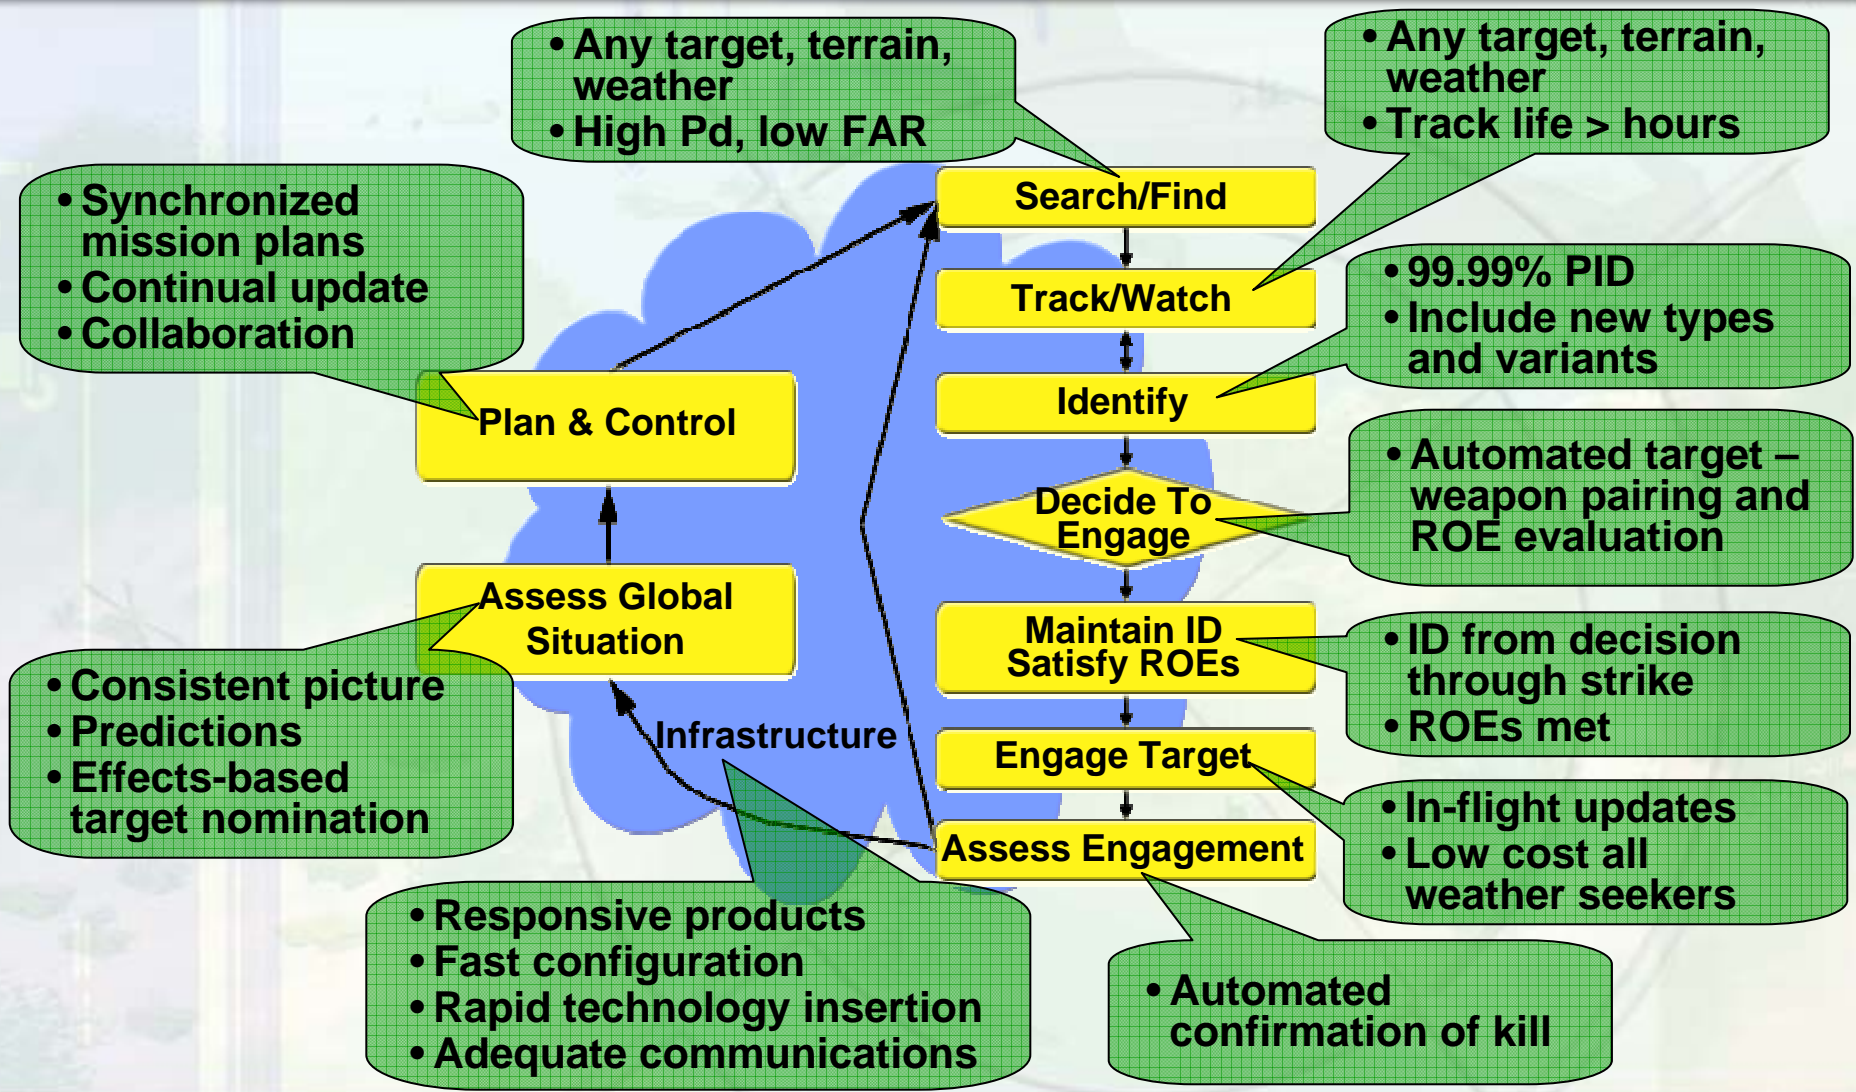 • Any target, terrain,
weather
• High Pd, low FAR
• Any target, terrain,
weather
• Track life > hours
• Synchronized
mission plans
• Continual update
• Collaboration
Search/Find
Track/Watch
• 99.99% PID
• Include new types
and variants
Plan & Control
Identify
Decide To
Engage
• Automated target –
weapon pairing and
ROE evaluation
Assess Global
Situation
Maintain ID
Satisfy ROEs
• ID from decision
through strike
• ROEs met
• Consistent picture
• Predictions
• Effects-based
target nomination
Infrastructure
Engage Target
• In-flight updates
• Low cost all
weather seekers
Assess Engagement
• Responsive products
• Fast configuration
• Rapid technology insertion
• Adequate communications
• Automated
confirmation of kill